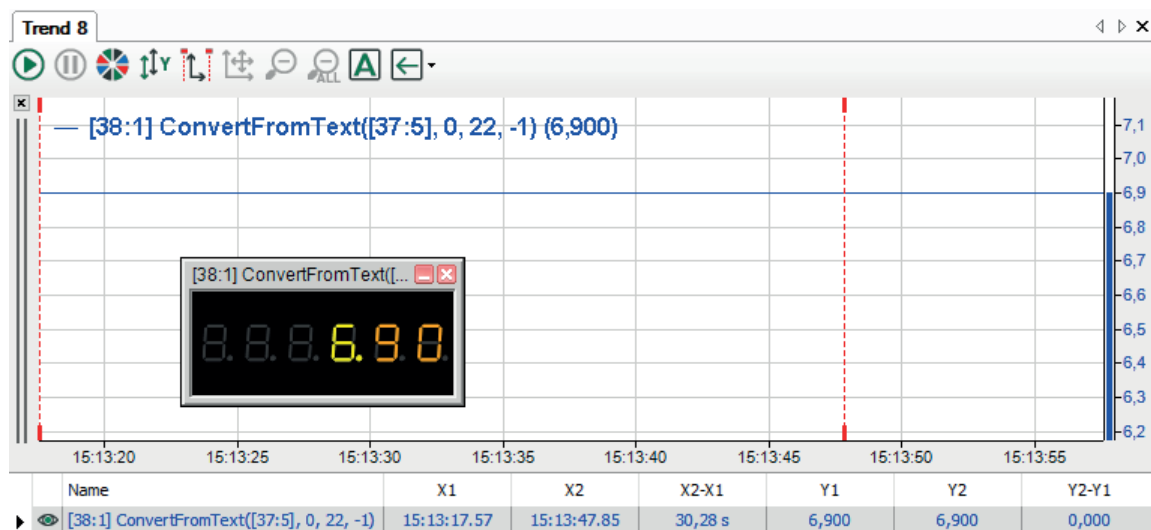 Trend 8
Y ALL A
[38:1] ConvertFromText([37:5], 0, 22, -1) (6,900)
7,1
7,0
6,9
6,8
6,7
6,6
6,5
6,4
6,3
6,2
[38:1] ConvertFromText([...
6.90
15:13:20 15:13:25 15:13:30 15:13:35 15:13:40 15:13:45 15:13:50 15:13:55
Name X1 X2 X2-X1 Y1 Y2 Y2-Y1
[38:1] ConvertFromText([37:5], 0, 22, -1) 15:13:17.57 15:13:47.85 30,28 s 6,900 6,900 0,000